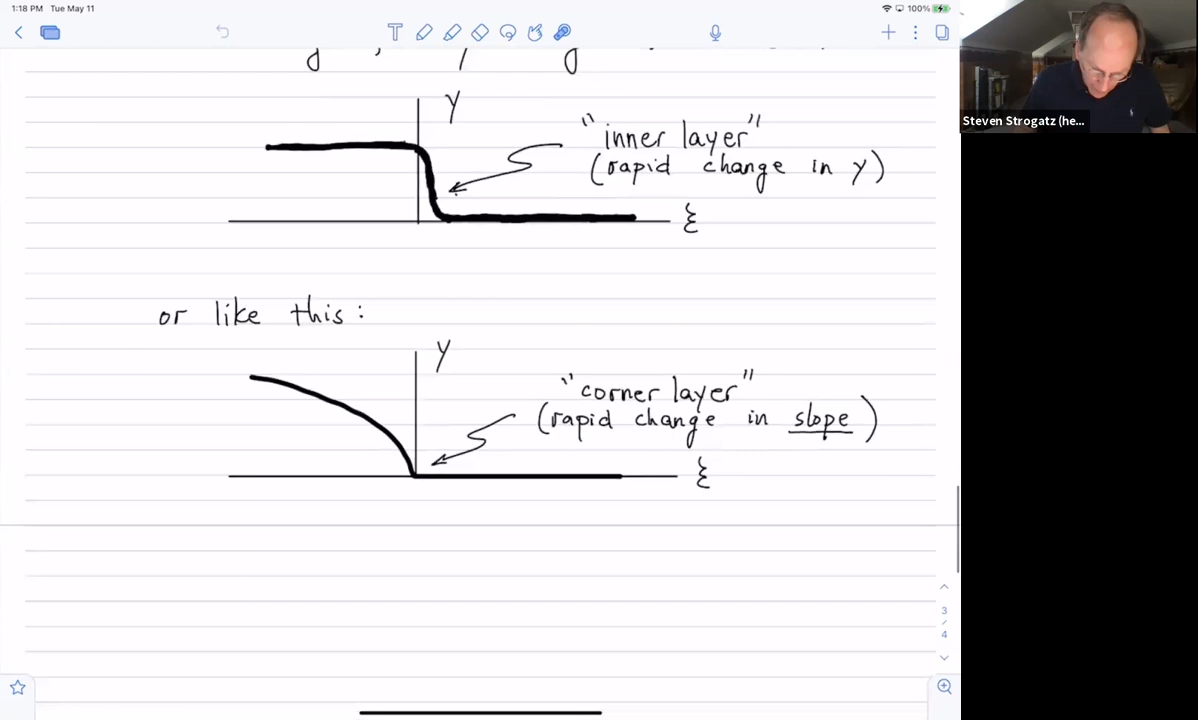 1:18 PM Tue May 11
100%
Steven Strogatz (he...
y
"inner layer"
(rapid change in y)
ξ
or like this:
y
"corner layer"
(rapid change in slope)
ξ
3
/
4